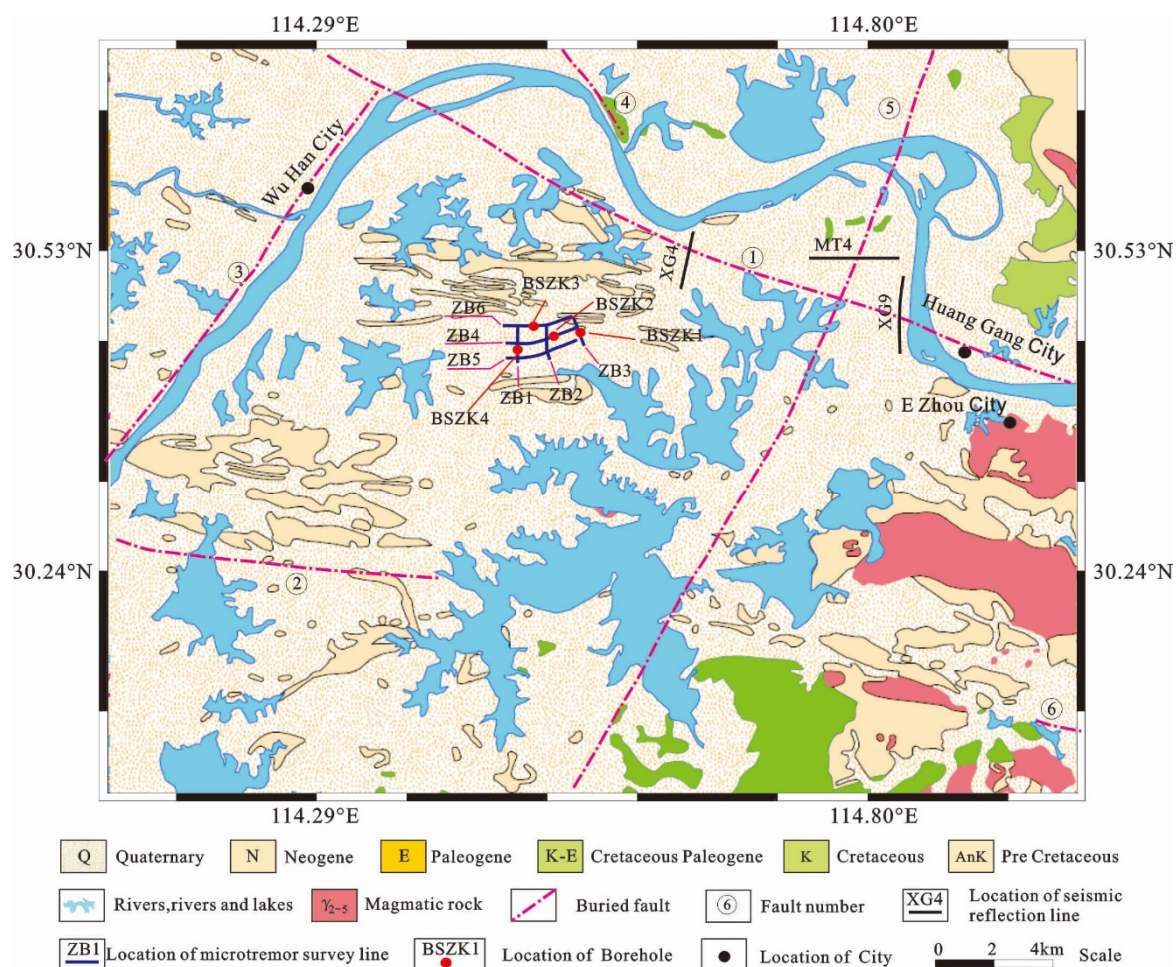 114.29°E
114.80°E
④
⑤
Wu Han City
30.53°N
30.53°N
③
XG4
MT4
①
BSZK3
ZB6
BSZK2
XG9
Huang Gang City
ZB4
BSZK1
ZB5
ZB3
ZB1
ZB2
BSZK4
E Zhou City
30.24°N
30.24°N
②
⑥
114.29°E
114.80°E
Q Quaternary N Neogene E Paleogene K-E Cretaceous Paleogene K Cretaceous AnK Pre Cretaceous
Rivers,rivers and lakes γ2-5 Magmatic rock Buried fault ⑥ Fault number XG4 Location of seismic
reflection line
ZB1 Location of microtremor survey line BSZK1 Location of Borehole Location of City 0 2 4km Scale